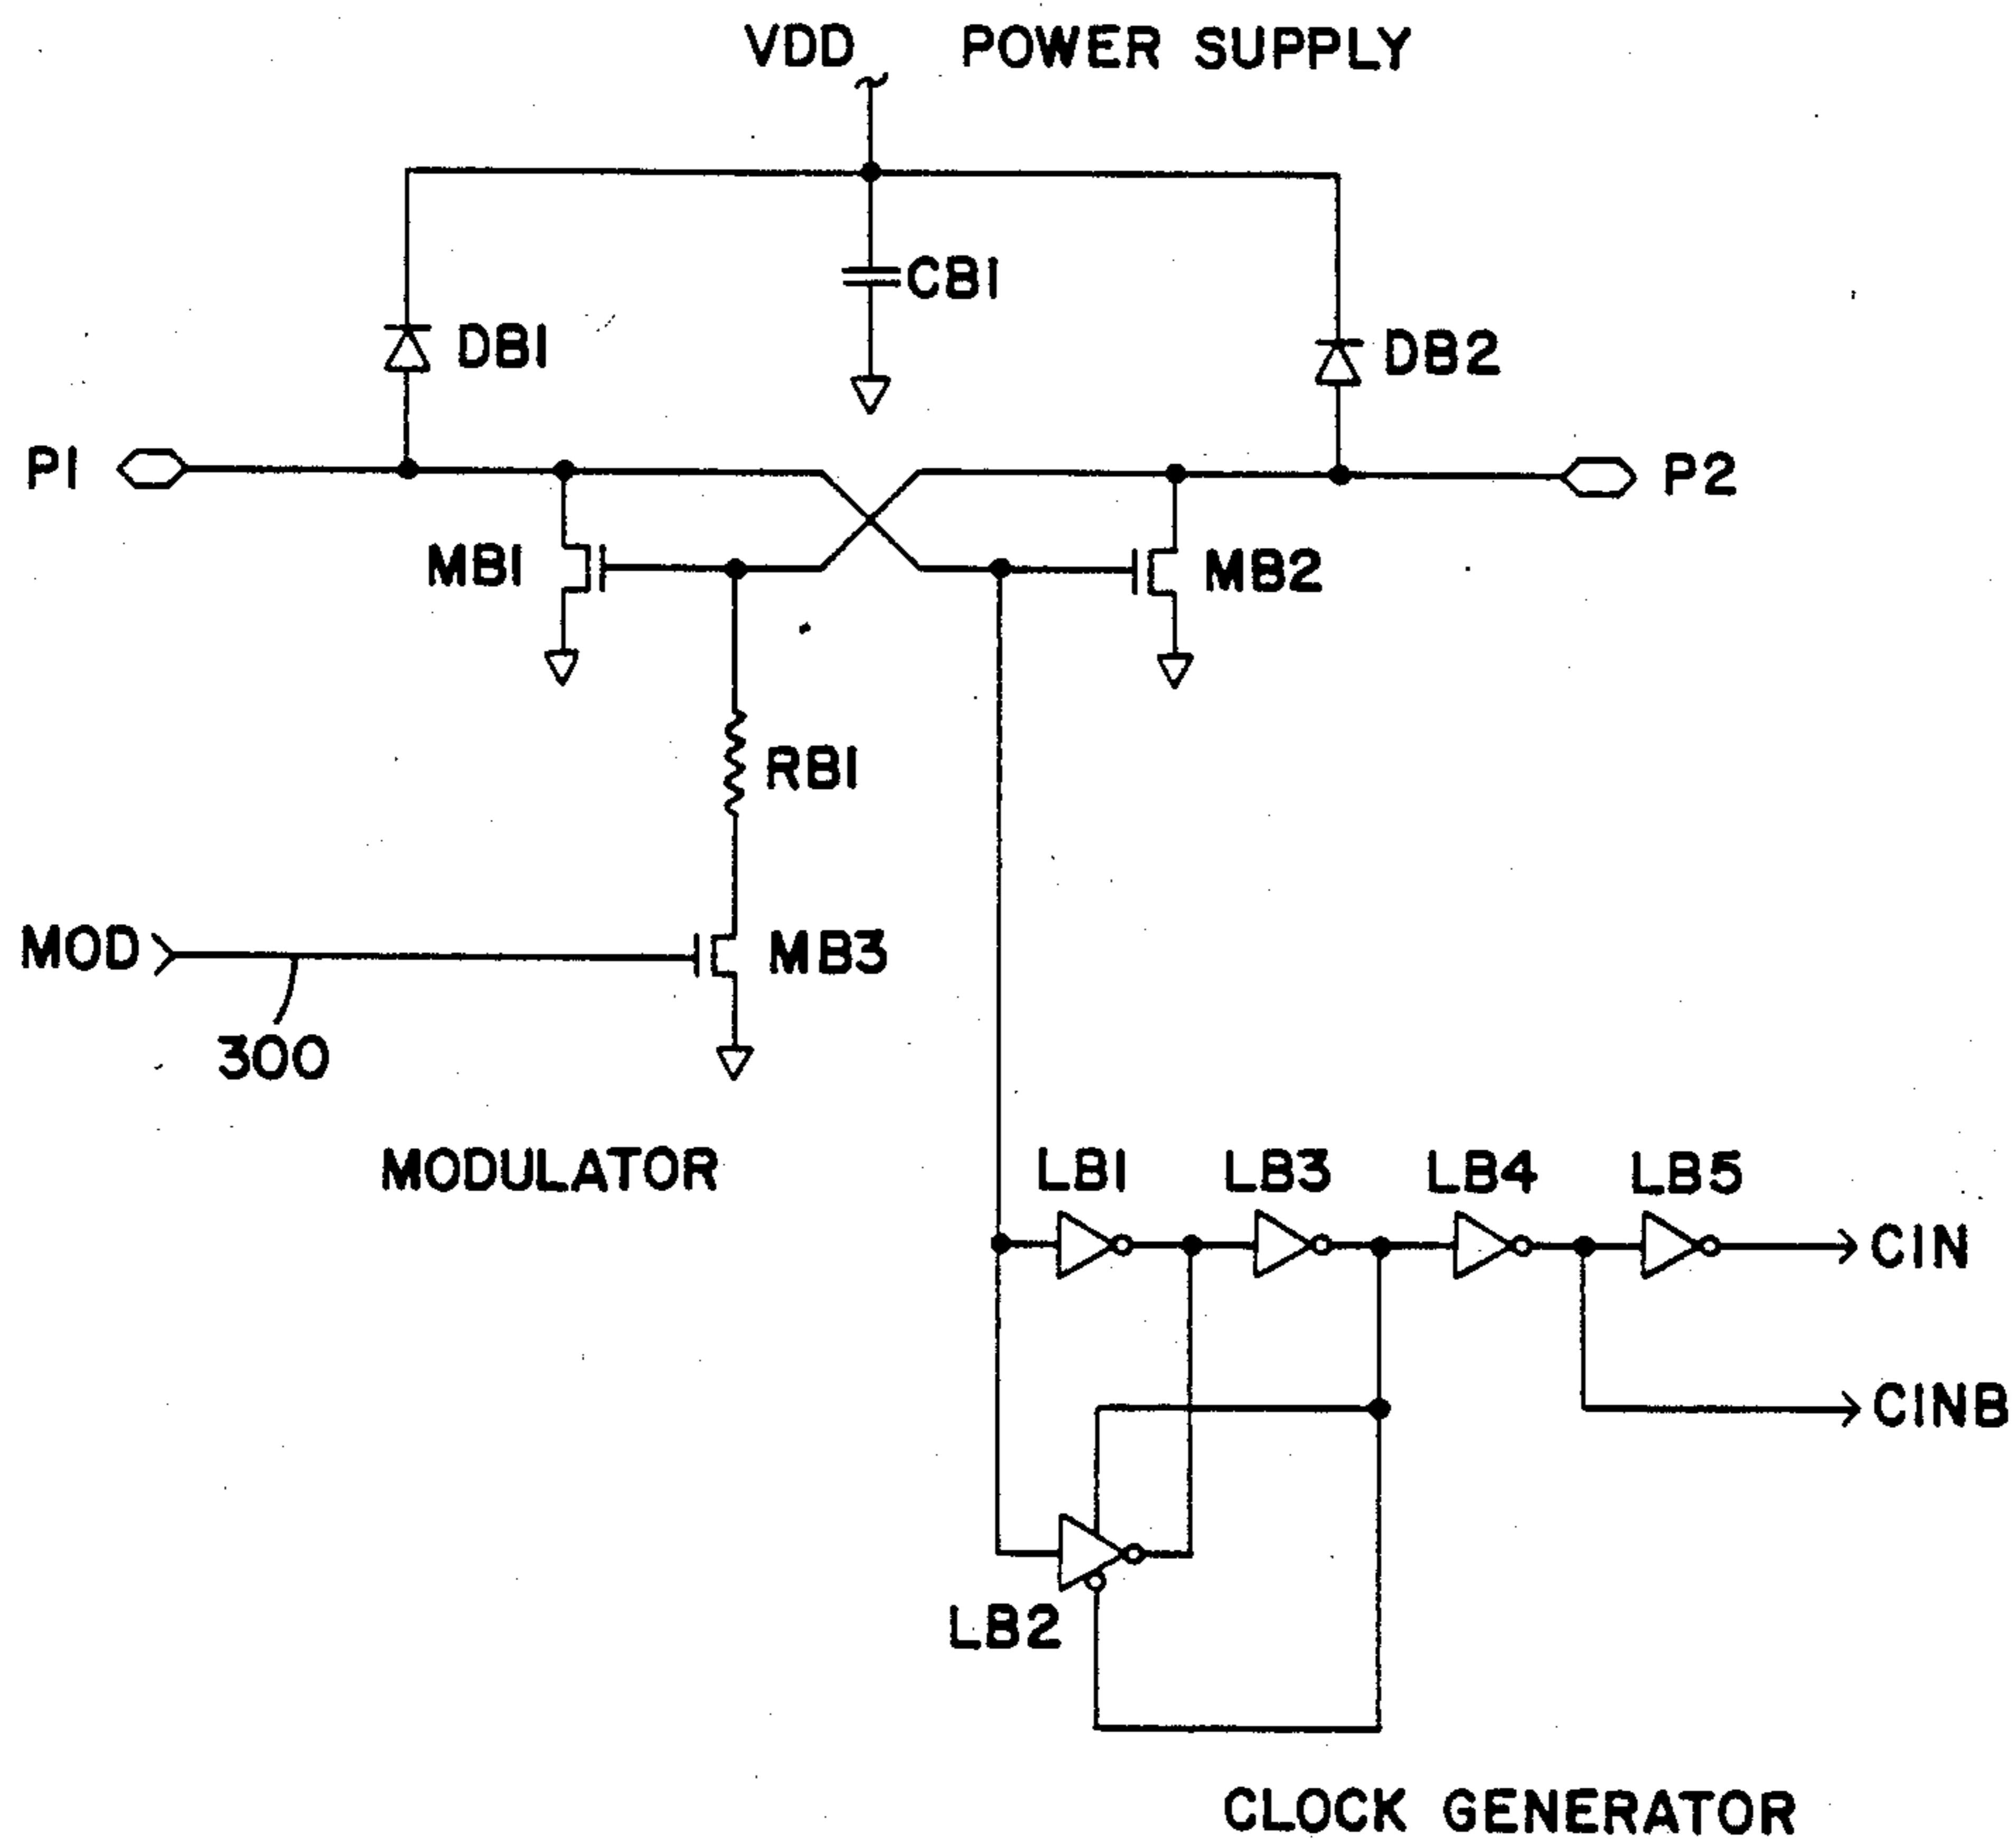 VDD POWER SUPPLY
CB1
DB1
DB2
P1
P2
MB1
MB2
RB1
MOD
MB3
300
MODULATOR
LB1 LB3 LB4 LB5
CIN
CINB
LB2
CLOCK GENERATOR